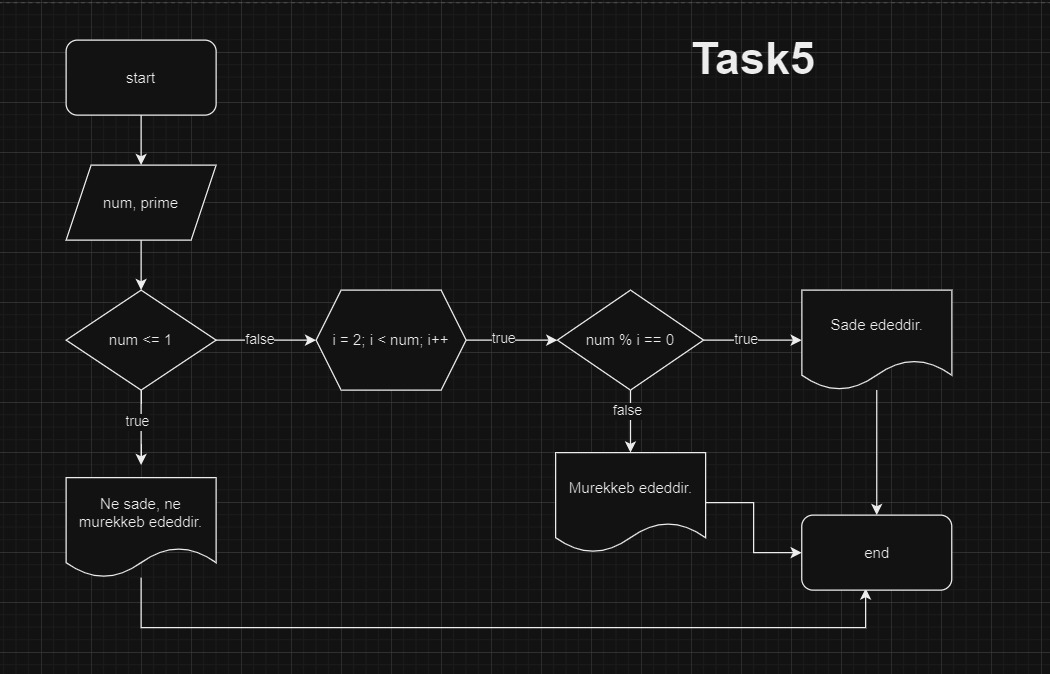 Task5
start
num, prime
num <= 1
false
i = 2; i < num; i++
true
num % i == 0
true
Sade ededdir.
true
false
Ne sade, ne
murekkeb ededdir.
Murekkeb ededdir.
end